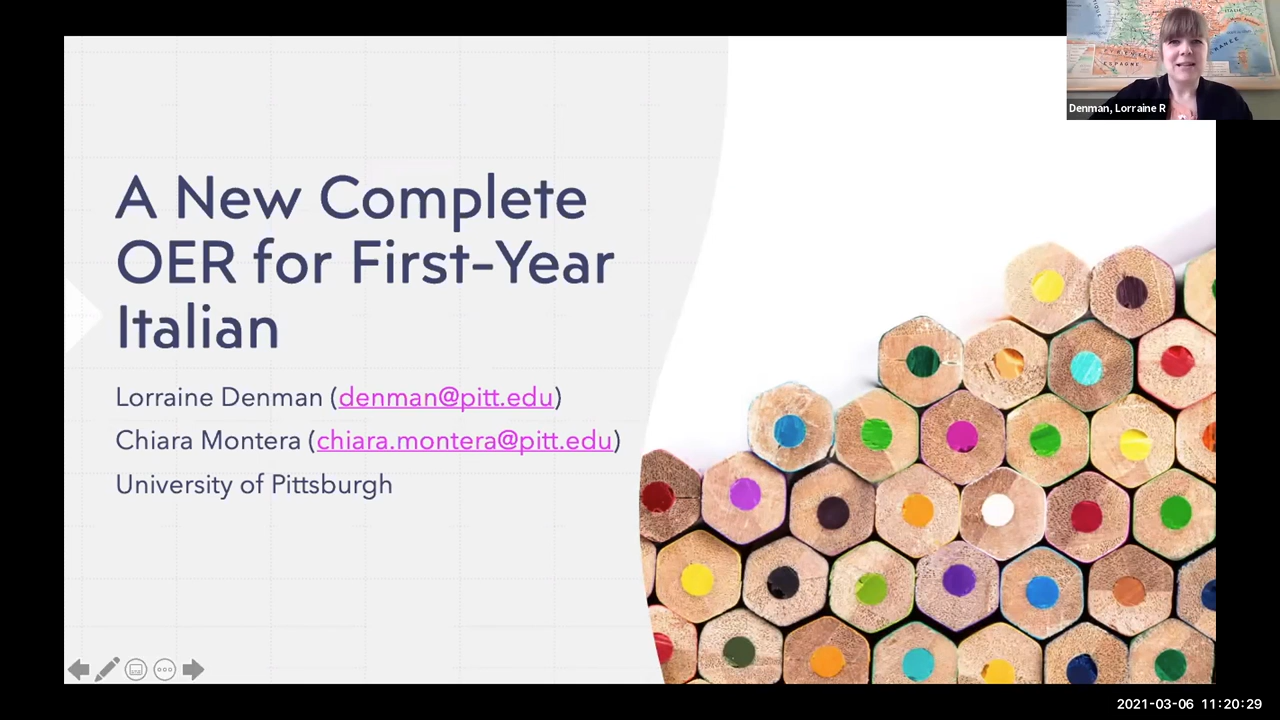 A New Complete
OER for First-Year
Italian
Lorraine Denman (denman@pitt.edu)
Chiara Montera (chiara.montera@pitt.edu)
University of Pittsburgh
ESPAGNE
Denman, Lorraine R
2021-03-06 11:20:29